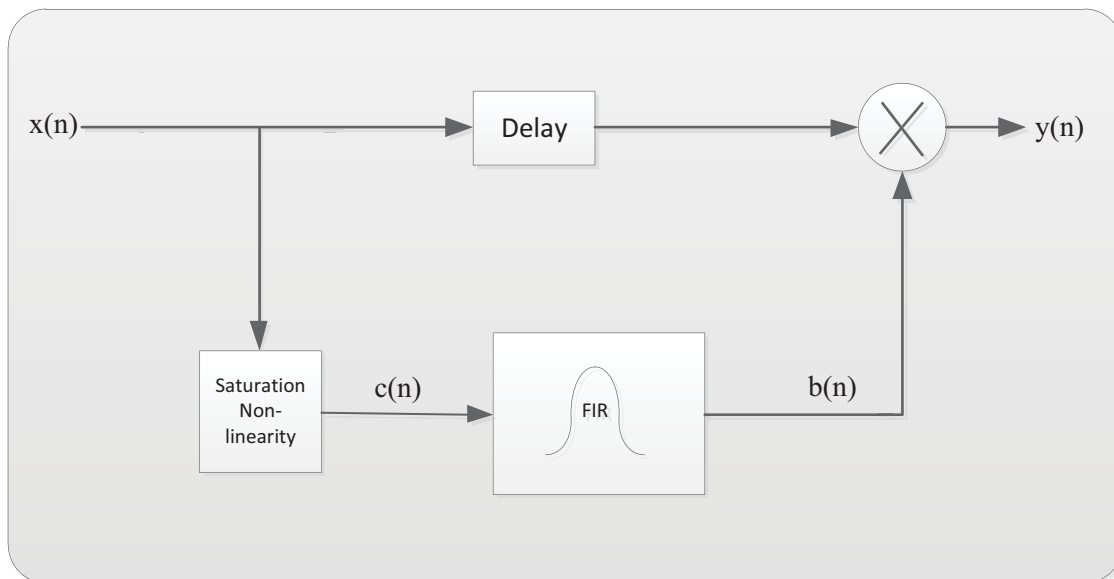 x(n)
Delay
y(n)
Saturation
Non-
linearity
c(n)
FIR
b(n)